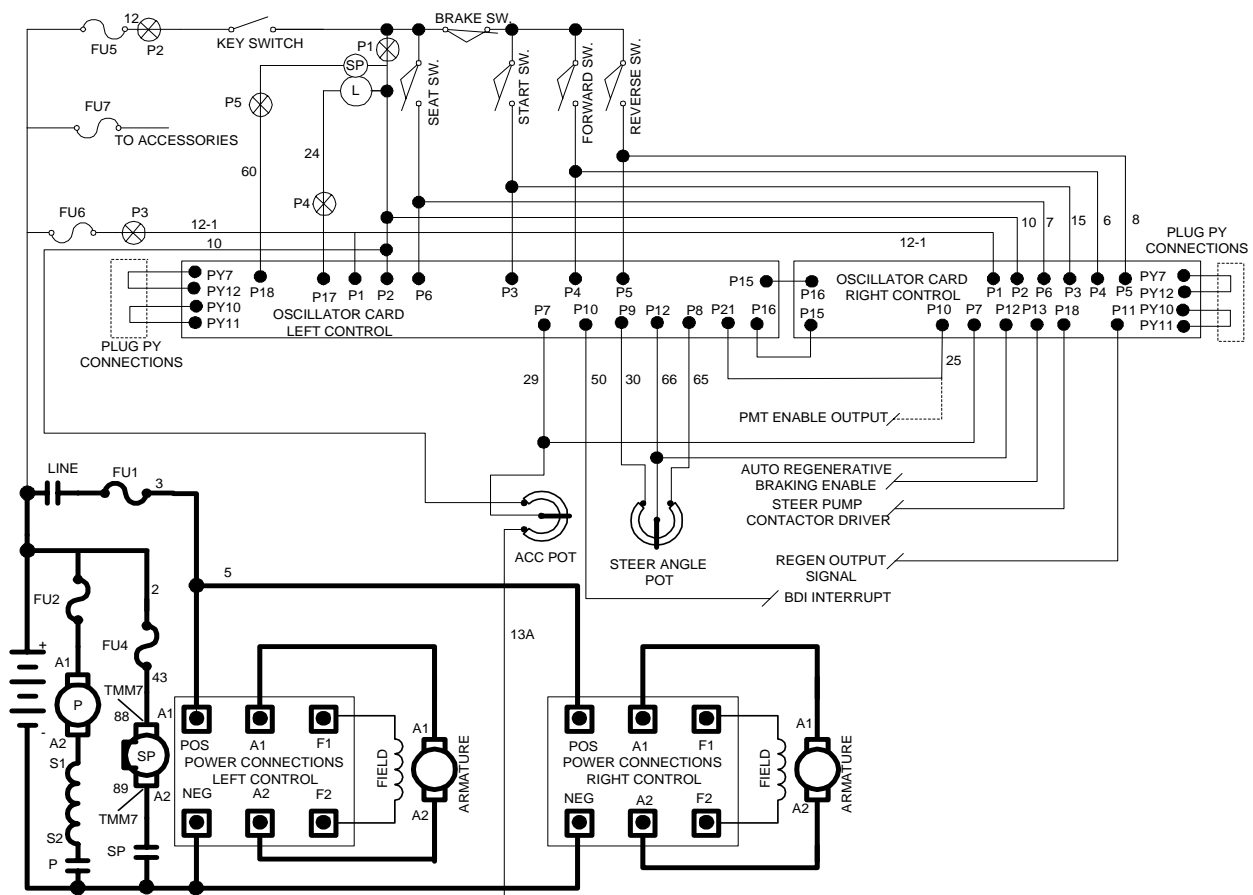 12
BRAKE SW.
FU5
P2
KEY SWITCH
P1
SP
L
SEAT SW.
START SW.
FORWARD SW.
REVERSE SW.
P5
FU7
TO ACCESSORIES
60
24
P4
FU6
P3
12-1
10
10
7
15
6
8
12-1
PLUG PY
CONNECTIONS
PY7
PY12
PY10
PY11
P18
P17
P1
P2
P6
P3
P4
P5
P15
OSCILLATOR CARD
LEFT CONTROL
P7
P10
P9
P12
P8
P21
P16
P16
P15
OSCILLATOR CARD
RIGHT CONTROL
P1
P2
P6
P3
P4
P5
P10
P7
P12
P13
P18
P11
PY7
PY12
PY10
PY11
PLUG PY
CONNECTIONS
29
50
30
66
65
25
PMT ENABLE OUTPUT
AUTO REGENERATIVE
BRAKING ENABLE
STEER PUMP
CONTACTOR DRIVER
REGEN OUTPUT
SIGNAL
BDI INTERRUPT
ACC POT
STEER ANGLE
POT
LINE
FU1
3
5
13A
FU2
2
FU4
43
+
-
A1
P
A2
S1
S2
P
TMM7
88
A1
SP
89
A2
TMM7
SP
POS
A1
F1
POWER CONNECTIONS
LEFT CONTROL
NEG
A2
F2
FIELD
A1
A2
ARMATURE
POS
A1
F1
POWER CONNECTIONS
RIGHT CONTROL
NEG
A2
F2
FIELD
A1
A2
ARMATURE